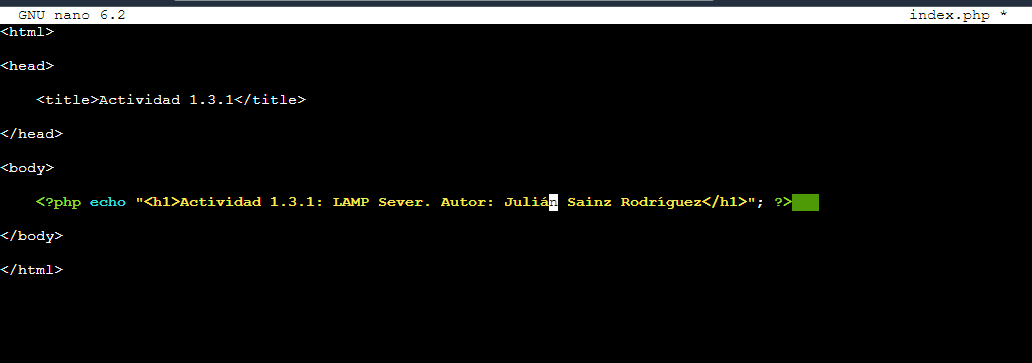 GNU nano 6.2 index.php *
<html>
<head>
<title>Actividad 1.3.1</title>
</head>
<body>
<?php echo "<h1>Actividad 1.3.1: LAMP Sever. Autor: Julián Sainz Rodríguez</h1>"; ?>
</body>
</html>